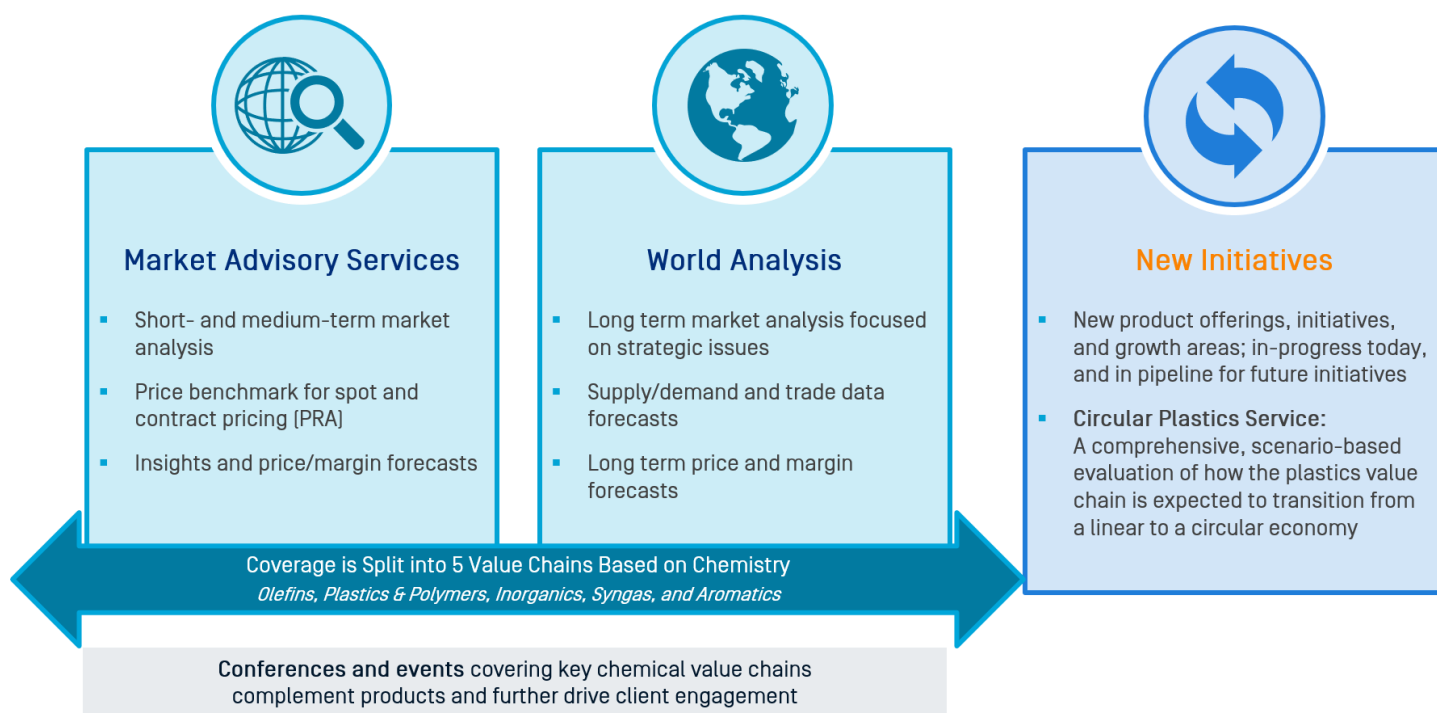 Market Advisory Services
Short- and medium-term market
analysis
Price benchmark for spot and
contract pricing (PRA)
Insights and price/margin forecasts
World Analysis
Long term market analysis focused
on strategic issues
Supply/demand and trade data
forecasts
Long term price and margin
forecasts
New Initiatives
New product offerings, initiatives,
and growth areas; in-progress today,
and in pipeline for future initiatives
Circular Plastics Service:
A comprehensive, scenario-based
evaluation of how the plastics value
chain is expected to transition from
a linear to a circular economy
Coverage is Split into 5 Value Chains Based on Chemistry
Olefins, Plastics & Polymers, Inorganics, Syngas, and Aromatics
Conferences and events covering key chemical value chains
complement products and further drive client engagement